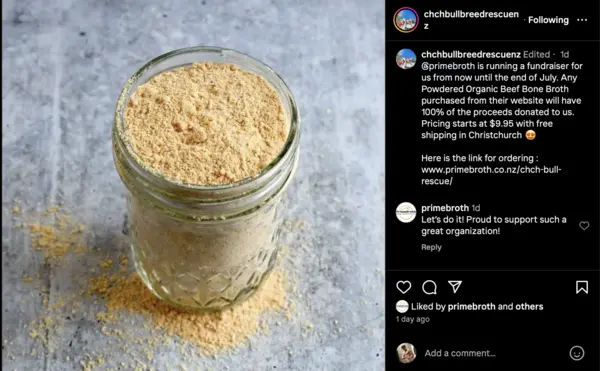 chchbullbreedrescuenz
z
Following
chchbullbreedrescuenz Edited · 1d
@primebroth is running a fundraiser for
us from now until the end of July. Any
Powdered Organic Beef Bone Broth
purchased from their website will have
100% of the proceeds donated to us.
Pricing starts at $9.95 with free
shipping in Christchurch 😍
Here is the link for ordering :
www.primebroth.co.nz/chch-bull-
rescue/
primebroth 1d
Let's do it! Proud to support such a
great organization!
Reply
Liked by primebroth and others
1 day ago
Add a comment...